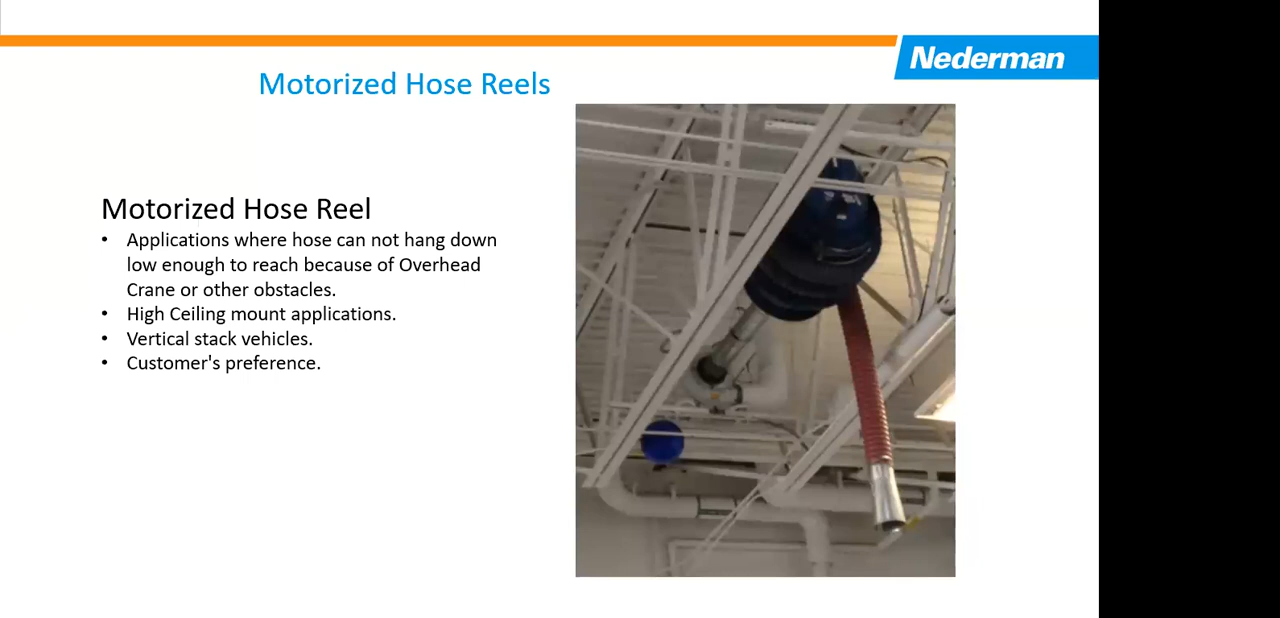 Nederman
Motorized Hose Reels
Motorized Hose Reel
• Applications where hose can not hang down
low enough to reach because of Overhead
Crane or other obstacles.
• High Ceiling mount applications.
• Vertical stack vehicles.
• Customer's preference.